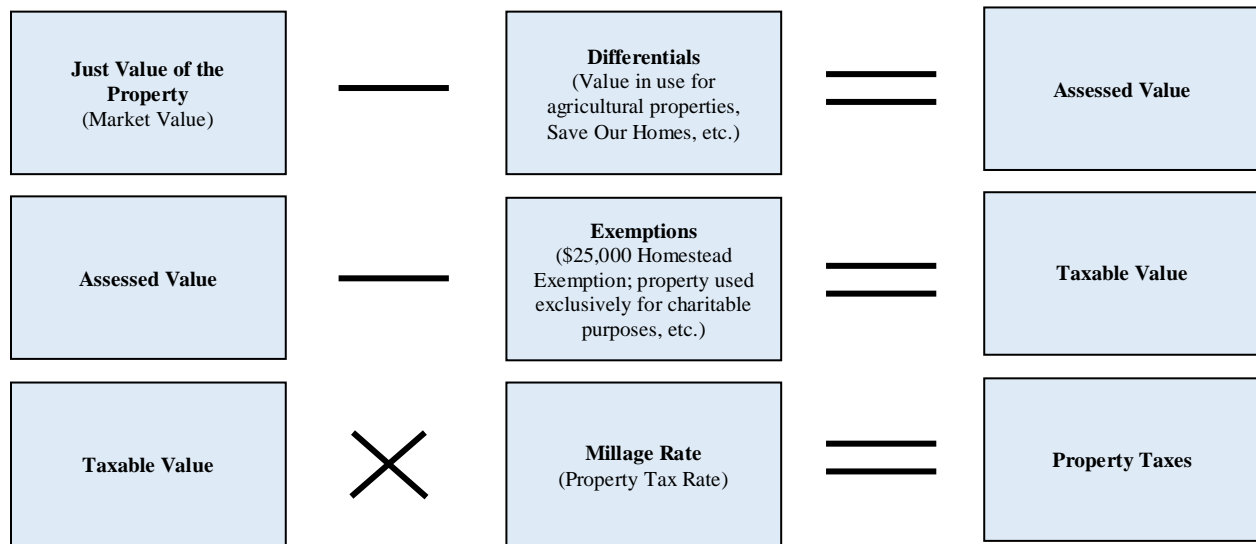 Just Value of the
Property
(Market Value)
Differentials
(Value in use for
agricultural properties,
Save Our Homes, etc.)
Assessed Value
Assessed Value
Exemptions
($25,000 Homestead
Exemption; property used
exclusively for charitable
purposes, etc.)
Taxable Value
Taxable Value
Millage Rate
(Property Tax Rate)
Property Taxes